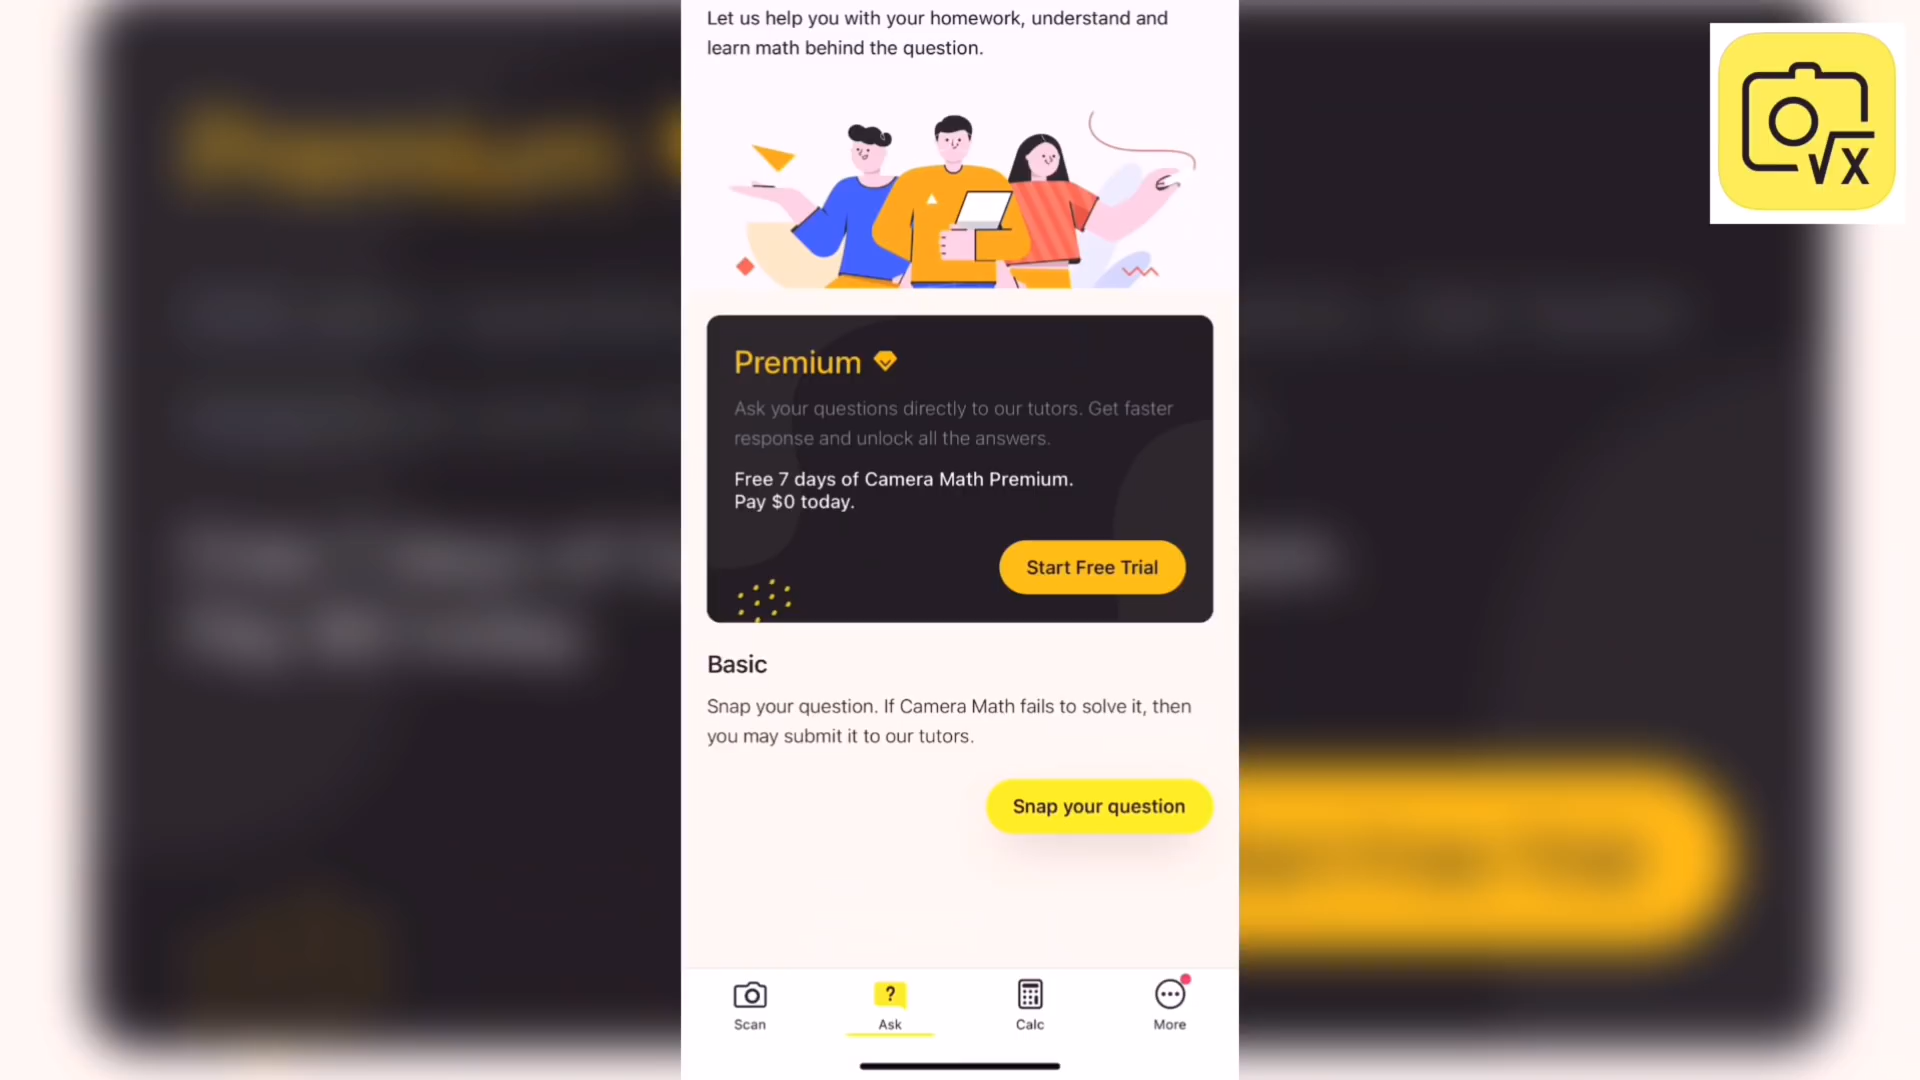 Let us help you with your homework, understand and
learn math behind the question.
√x
Premium
Ask your questions directly to our tutors. Get faster
response and unlock all the answers.
Free 7 days of Camera Math Premium.
Pay $0 today.
Start Free Trial
Basic
Snap your question. If Camera Math fails to solve it, then
you may submit it to our tutors.
Snap your question
?
Scan
Ask
Calc
More